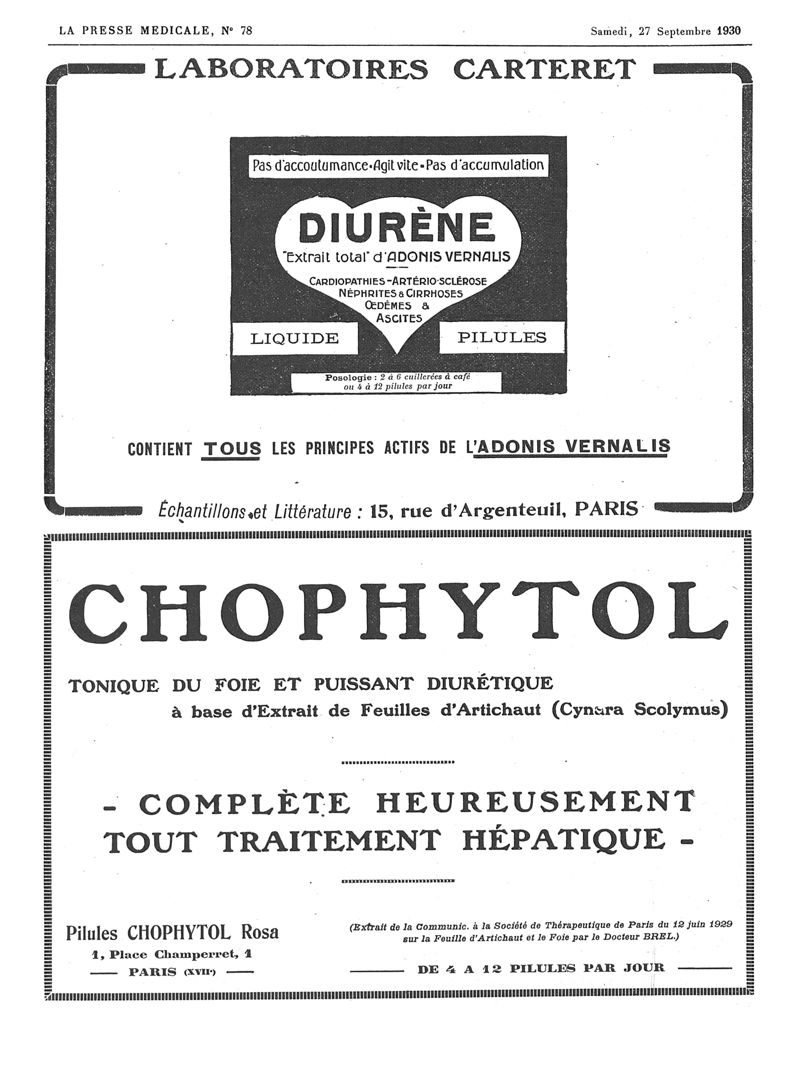 LA PRESSE MEDICALE, N° 78
Samedi, 27 Septembre 1930
LABORATOIRES CARTERET
Pas d'accoutumance • Agit vite • Pas d'accumulation
DIURÈNE
"Extrait total" d'ADONIS VERNALIS
CARDIOPATHIES - ARTÉRIO-SCLÉROSE
NÉPHRITES & CIRRHOSES
ŒDÈMES &
ASCITES
LIQUIDE
PILULES
Posologie : 2 à 6 cuillerées à café
ou 4 à 12 pilules par jour
CONTIENT TOUS LES PRINCIPES ACTIFS DE L'ADONIS VERNALIS
Échantillons et Littérature : 15, rue d'Argenteuil, PARIS
CHOPHYTOL
TONIQUE DU FOIE ET PUISSANT DIURÉTIQUE
à base d'Extrait de Feuilles d'Artichaut (Cynara Scolymus)
- COMPLÈTE HEUREUSEMENT
TOUT TRAITEMENT HÉPATIQUE -
Pilules CHOPHYTOL Rosa
1, Place Champerret, 1
PARIS (XVIIe)
(Extrait de la Communic. à la Société de Thérapeutique de Paris du 12 juin 1929
sur la Feuille d'Artichaut et le Foie par le Docteur BREL.)
DE 4 A 12 PILULES PAR JOUR